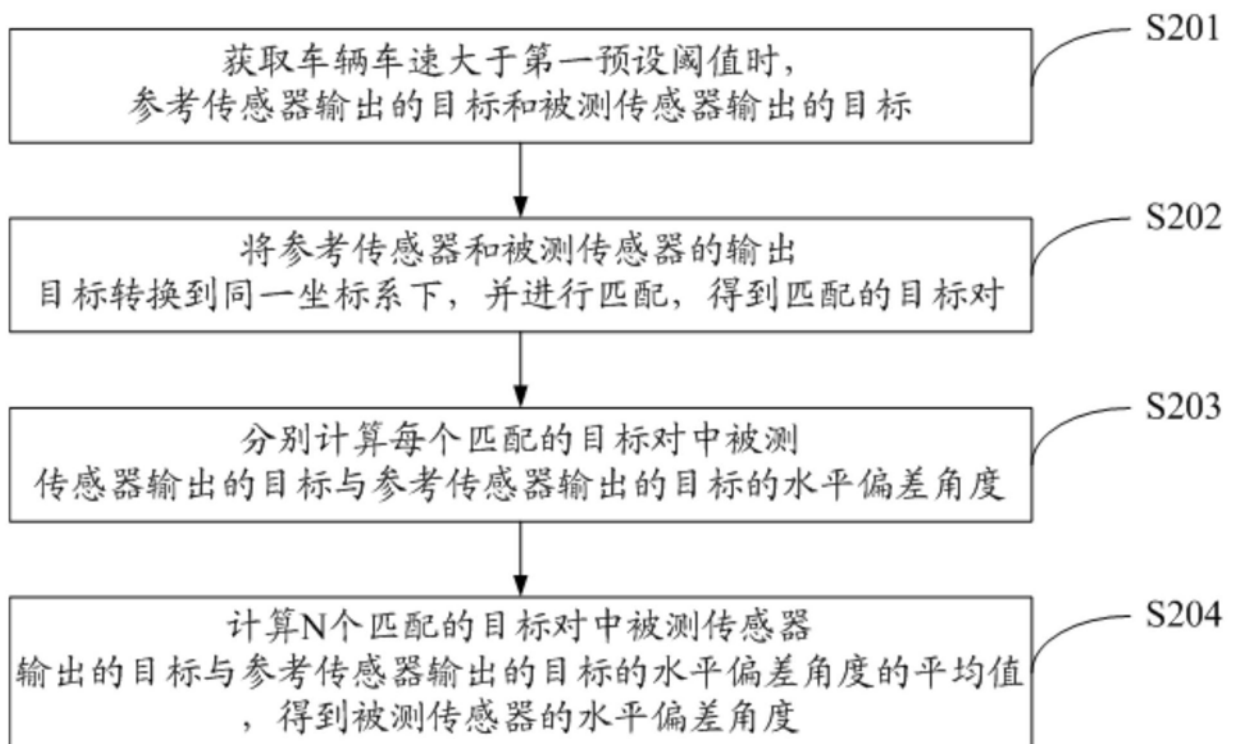 S201
获取车辆车速大于第一预设阈值时，
参考传感器输出的目标和被测传感器输出的目标
S202
将参考传感器和被测传感器的输出
目标转换到同一坐标系下，并进行匹配，得到匹配的目标对
S203
分别计算每个匹配的目标对中被测
传感器输出的目标与参考传感器输出的目标的水平偏差角度
S204
计算N个匹配的目标对中被测传感器
输出的目标与参考传感器输出的目标的水平偏差角度的平均值
，得到被测传感器的水平偏差角度